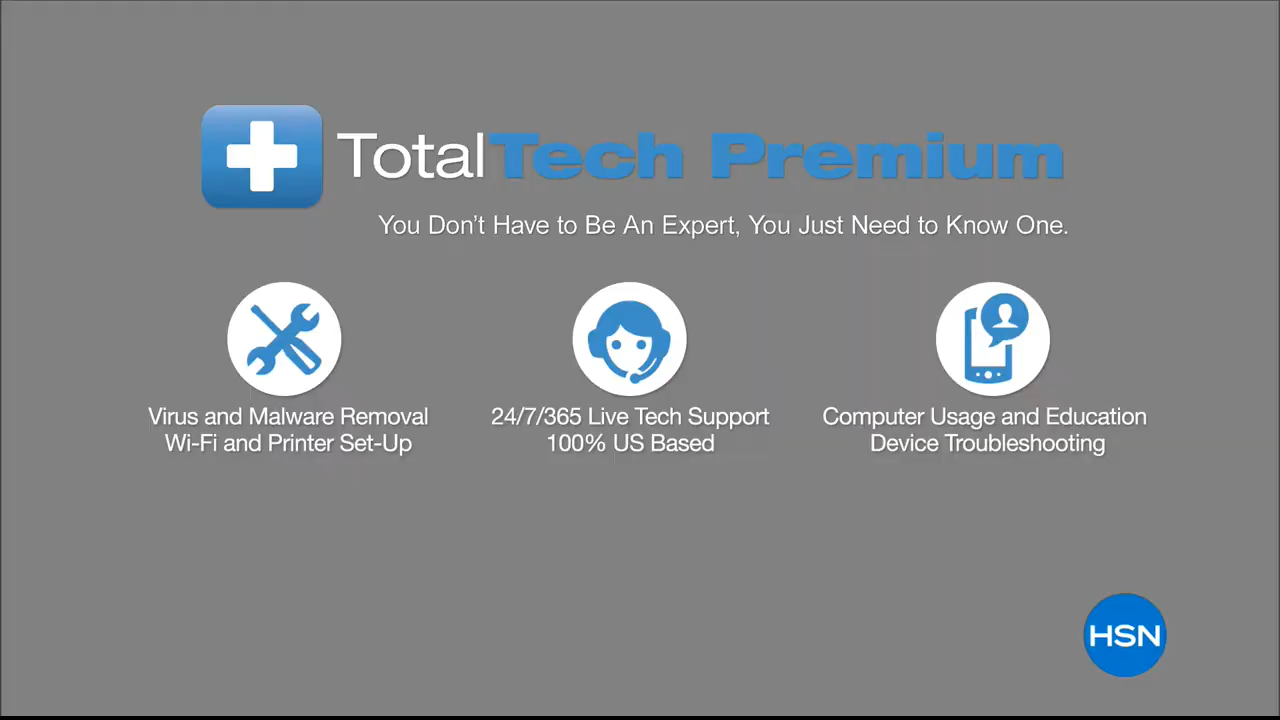 TotalTech Premium
You Don't Have to Be An Expert, You Just Need to Know One.
Virus and Malware Removal
Wi-Fi and Printer Set-Up
24/7/365 Live Tech Support
100% US Based
Computer Usage and Education
Device Troubleshooting
HSN